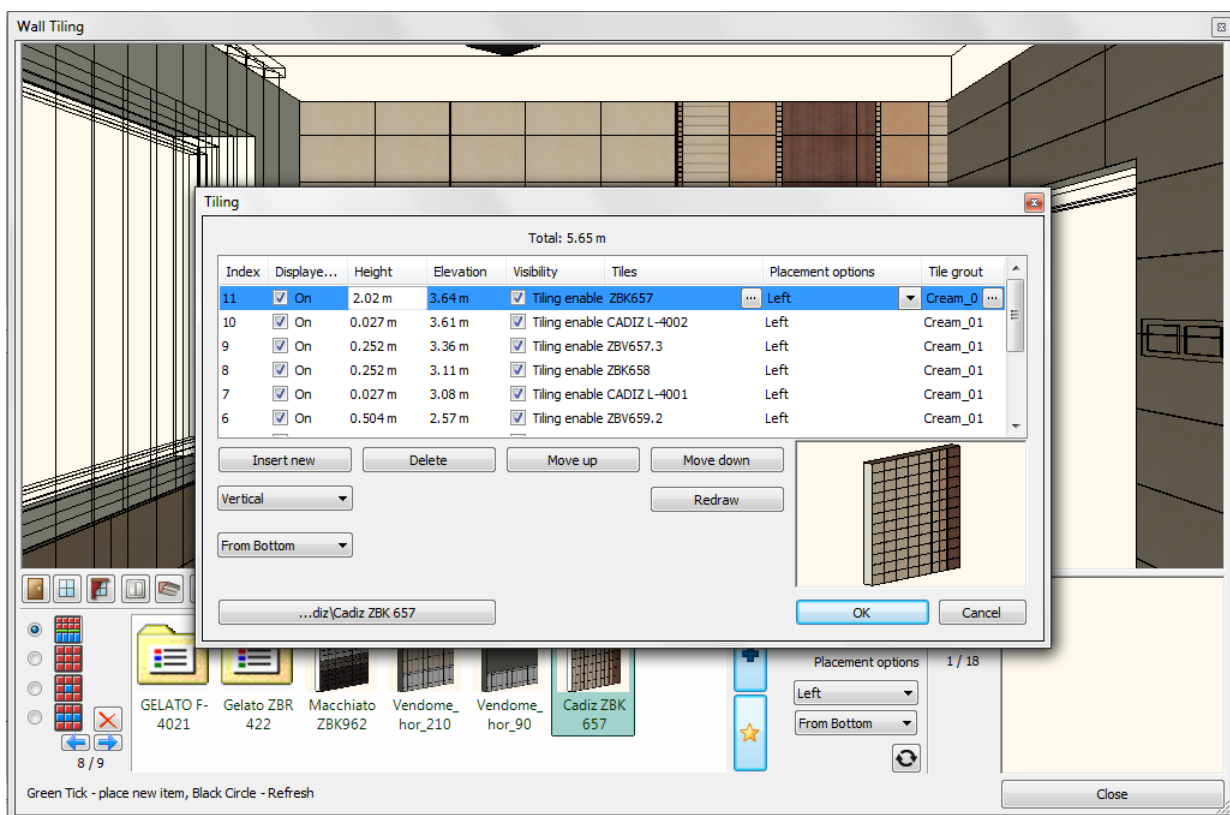 Wall Tiling
Tiling
Total: 5.65 m
Index Displaye... Height Elevation Visibility Tiles Placement options Tile grout
11 On 2.02 m 3.64 m Tiling enable ZBK657 ... Left Cream_0 ...
10 On 0.027 m 3.61 m Tiling enable CADIZ L-4002 Left Cream_01
9 On 0.252 m 3.36 m Tiling enable ZBV657.3 Left Cream_01
8 On 0.252 m 3.11 m Tiling enable ZBK658 Left Cream_01
7 On 0.027 m 3.08 m Tiling enable CADIZ L-4001 Left Cream_01
6 On 0.504 m 2.57 m Tiling enable ZBV659.2 Left Cream_01
Insert new Delete Move up Move down
Vertical Redraw
From Bottom
...diz\Cadiz ZBK 657 OK Cancel
Placement options 1 / 18
GELATO F-4021
Gelato ZBR 422
Macchiato ZBK962
Vendome_hor_210
Vendome_hor_90
Cadiz ZBK 657
Left
From Bottom
8 / 9
Green Tick - place new item, Black Circle - Refresh
Close